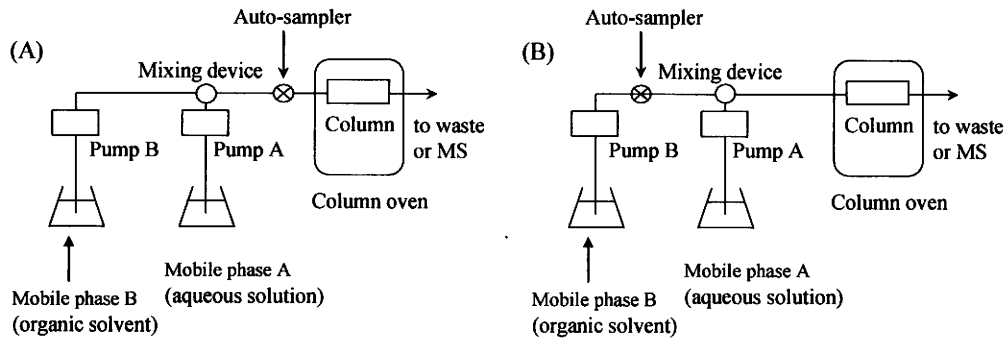 (A)
Auto-sampler
Mixing device
Pump B
Pump A
Column
to waste
or MS
Column oven
Mobile phase A
(aqueous solution)
Mobile phase B
(organic solvent)
(B)
Auto-sampler
Mixing device
Pump B
Pump A
Column
to waste
or MS
Column oven
Mobile phase A
(aqueous solution)
Mobile phase B
(organic solvent)